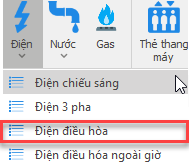 Điện
Nước
Gas
Thẻ thang máy
Điện chiếu sáng
Điện 3 pha
Điện điều hòa
Điện điều hóa ngoài giờ